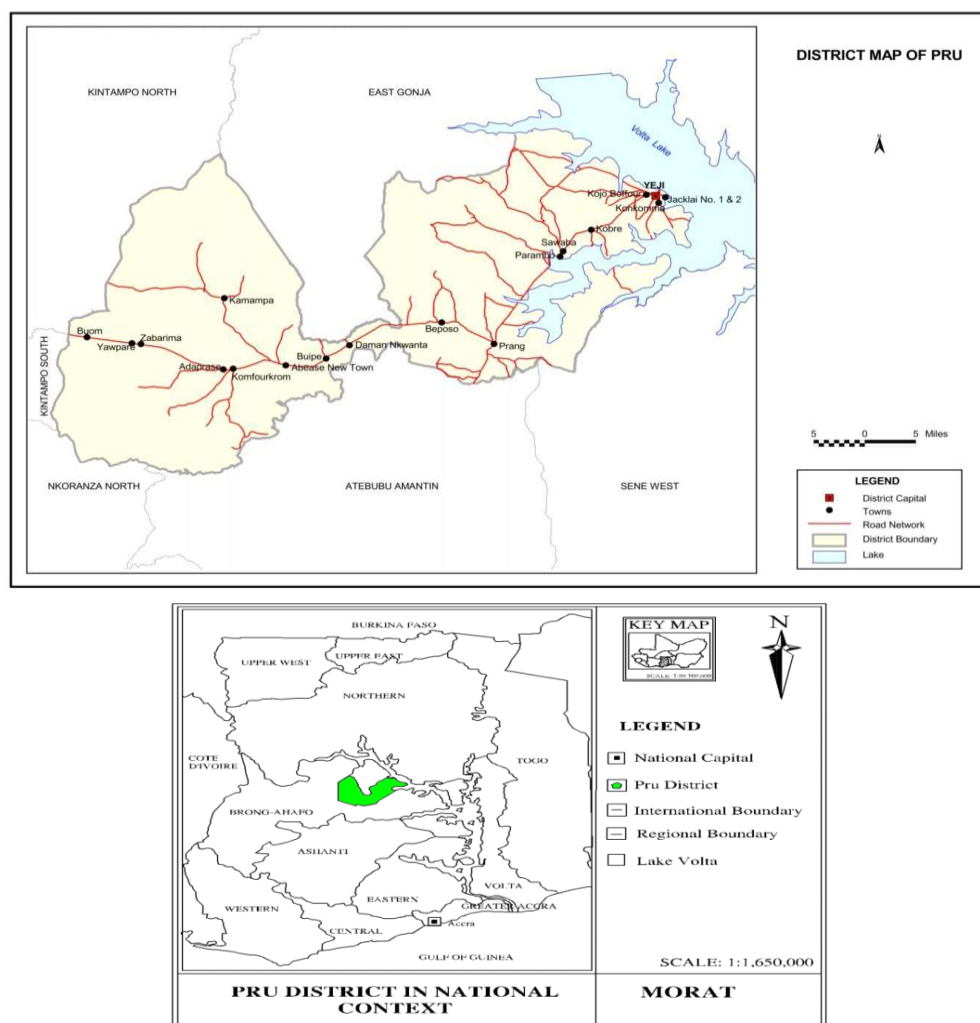 DISTRICT MAP OF PRU
KINTAMPO NORTH
EAST GONJA
Volta Lake
N
YEJI
Kojo Boffour
Jacklai No. 1 & 2
Konkomma
Kobre
Sawaba
Parambo
Kamampa
Buom
Zabarima
Yawpare
Beposo
Daman Nkwanta
Prang
Buipe
Abease New Town
Adapraso
Komfourkrom
KINTAMPO SOUTH
NKORANZA NORTH
ATEBUBU AMANTIN
SENE WEST
5 0 5 Miles
LEGEND
District Capital
Towns
Road Network
District Boundary
Lake
BURKINA FASO
UPPER WEST
UPPER EAST
NORTHERN
COTE
D'IVOIRE
TOGO
BRONG-AHAFO
ASHANTI
VOLTA
EASTERN
GREATER ACCRA
WESTERN
Accra
CENTRAL
GULF OF GUINEA
KEY MAP
N
LEGEND
National Capital
Pru District
International Boundary
Regional Boundary
Lake Volta
SCALE: 1:1,650,000
PRU DISTRICT IN NATIONAL
CONTEXT
MORAT